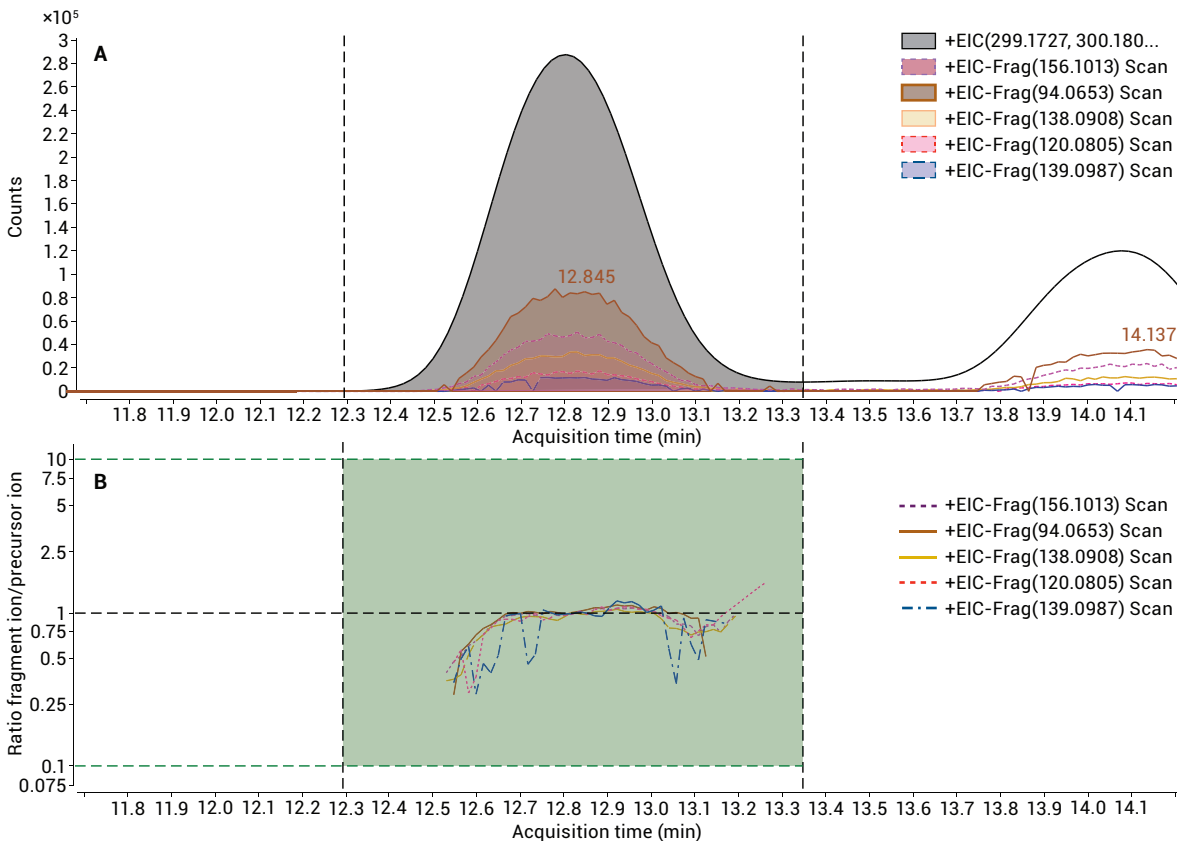 ×10⁵
A
3
2.8
2.6
2.4
2.2
2
1.8
1.6
1.4
1.2
1
0.8
0.6
0.4
0.2
0
Counts
12.845
14.137
+EIC(299.1727, 300.180...
+EIC-Frag(156.1013) Scan
+EIC-Frag(94.0653) Scan
+EIC-Frag(138.0908) Scan
+EIC-Frag(120.0805) Scan
+EIC-Frag(139.0987) Scan
11.8 11.9 12.0 12.1 12.2 12.3 12.4 12.5 12.6 12.7 12.8 12.9 13.0 13.1 13.2 13.3 13.4 13.5 13.6 13.7 13.8 13.9 14.0 14.1
Acquisition time (min)
B
10
7.5
5
2.5
1
0.75
0.5
0.25
0.1
0.075
Ratio fragment ion/precursor ion
+EIC-Frag(156.1013) Scan
+EIC-Frag(94.0653) Scan
+EIC-Frag(138.0908) Scan
+EIC-Frag(120.0805) Scan
+EIC-Frag(139.0987) Scan
11.8 11.9 12.0 12.1 12.2 12.3 12.4 12.5 12.6 12.7 12.8 12.9 13.0 13.1 13.2 13.3 13.4 13.5 13.6 13.7 13.8 13.9 14.0 14.1
Acquisition time (min)